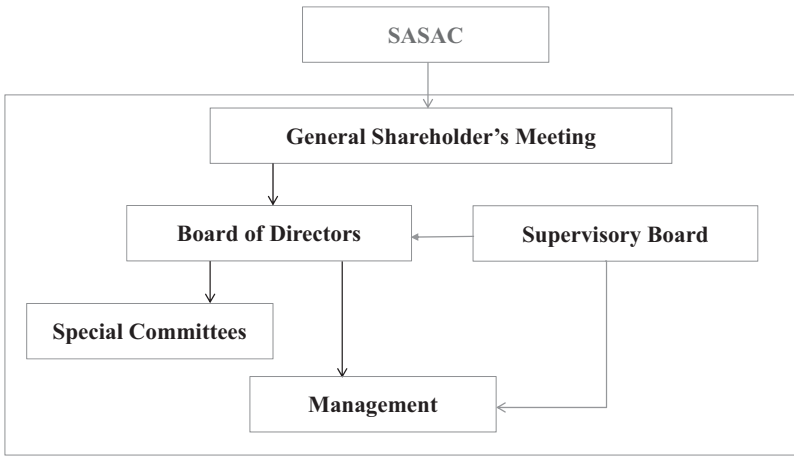 SASAC
General Shareholder’s Meeting
Board of Directors
Supervisory Board
Special Committees
Management